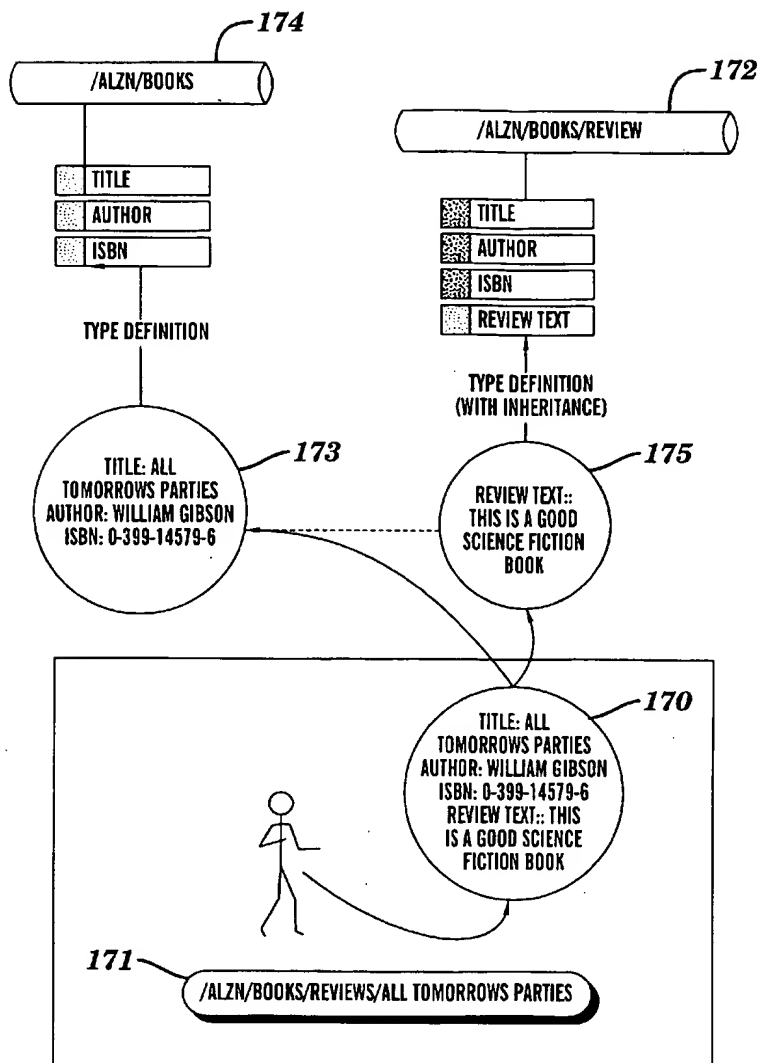 174
/ALZN/BOOKS
172
/ALZN/BOOKS/REVIEW
TITLE
AUTHOR
ISBN
TITLE
AUTHOR
ISBN
REVIEW TEXT
TYPE DEFINITION
TYPE DEFINITION
(WITH INHERITANCE)
173
TITLE: ALL
TOMORROWS PARTIES
AUTHOR: WILLIAM GIBSON
ISBN: 0-399-14579-6
175
REVIEW TEXT::
THIS IS A GOOD
SCIENCE FICTION
BOOK
170
TITLE: ALL
TOMORROWS PARTIES
AUTHOR: WILLIAM GIBSON
ISBN: 0-399-14579-6
REVIEW TEXT:: THIS
IS A GOOD SCIENCE
FICTION BOOK
171
/ALZN/BOOKS/REVIEWS/ALL TOMORROWS PARTIES